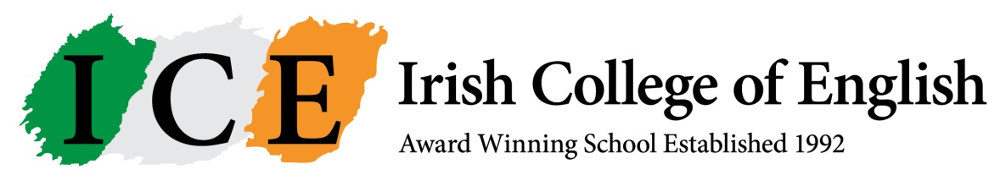 ICE
Irish College of English
Award Winning School Established 1992